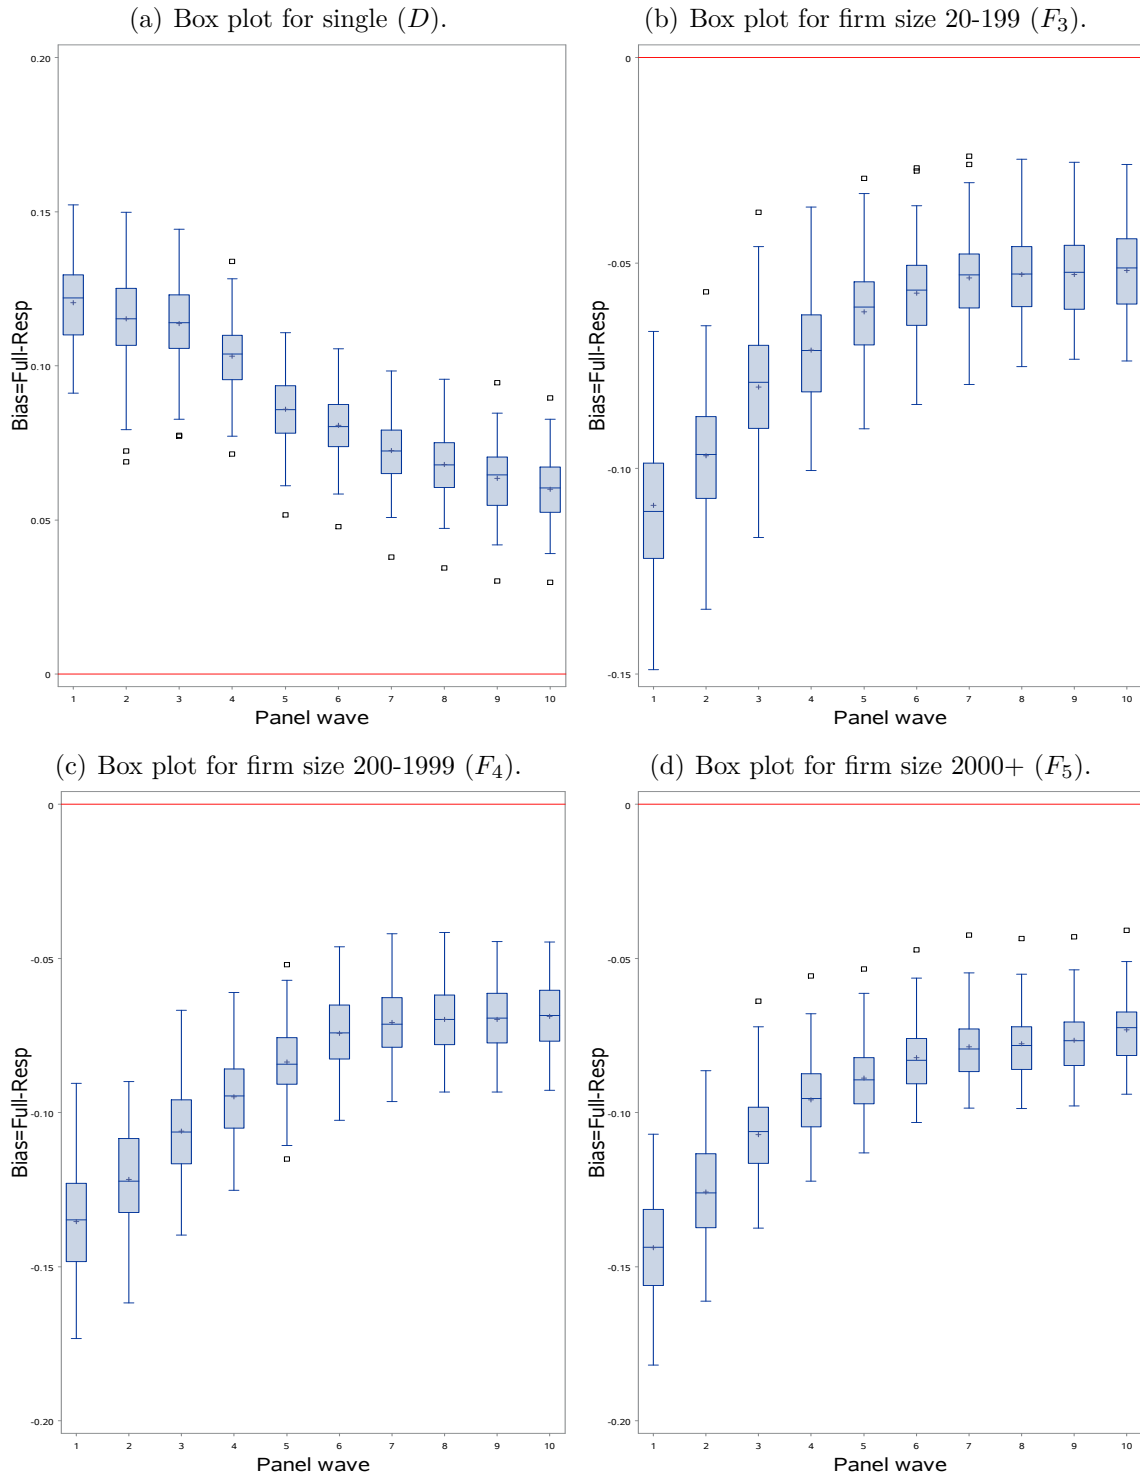 (a) Box plot for single (D).
0.20
0.15
0.10
0.05
0
Bias=Full-Resp
1 2 3 4 5 6 7 8 9 10
Panel wave
(b) Box plot for firm size 20-199 (F3).
0
-0.05
-0.10
-0.15
Bias=Full-Resp
1 2 3 4 5 6 7 8 9 10
Panel wave
(c) Box plot for firm size 200-1999 (F4).
0
-0.05
-0.10
-0.15
-0.20
Bias=Full-Resp
1 2 3 4 5 6 7 8 9 10
Panel wave
(d) Box plot for firm size 2000+ (F5).
0
-0.05
-0.10
-0.15
-0.20
Bias=Full-Resp
1 2 3 4 5 6 7 8 9 10
Panel wave